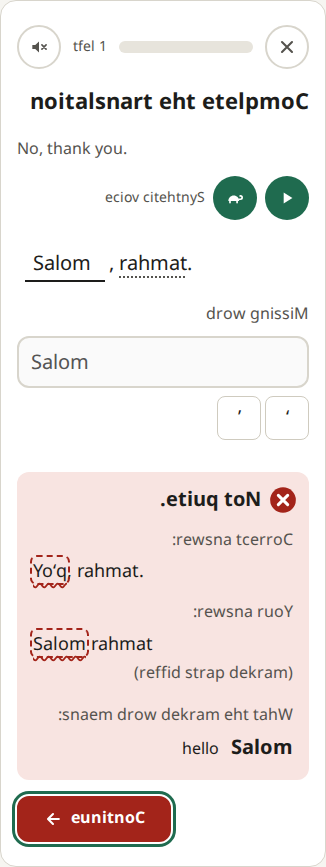 tfel 1
noitalsnart eht etelpmoC
No, thank you.
eciov citehtnyS
Salom , rahmat.
drow gnissiM
Salom
ʼ ʻ
.etiuq toN
:rewsna tcerroC
Yoʻq rahmat.
:rewsna ruoY
Salom rahmat
(reffid strap dekram)
:snaem drow dekram eht tahW
hello Salom
← eunitnoC